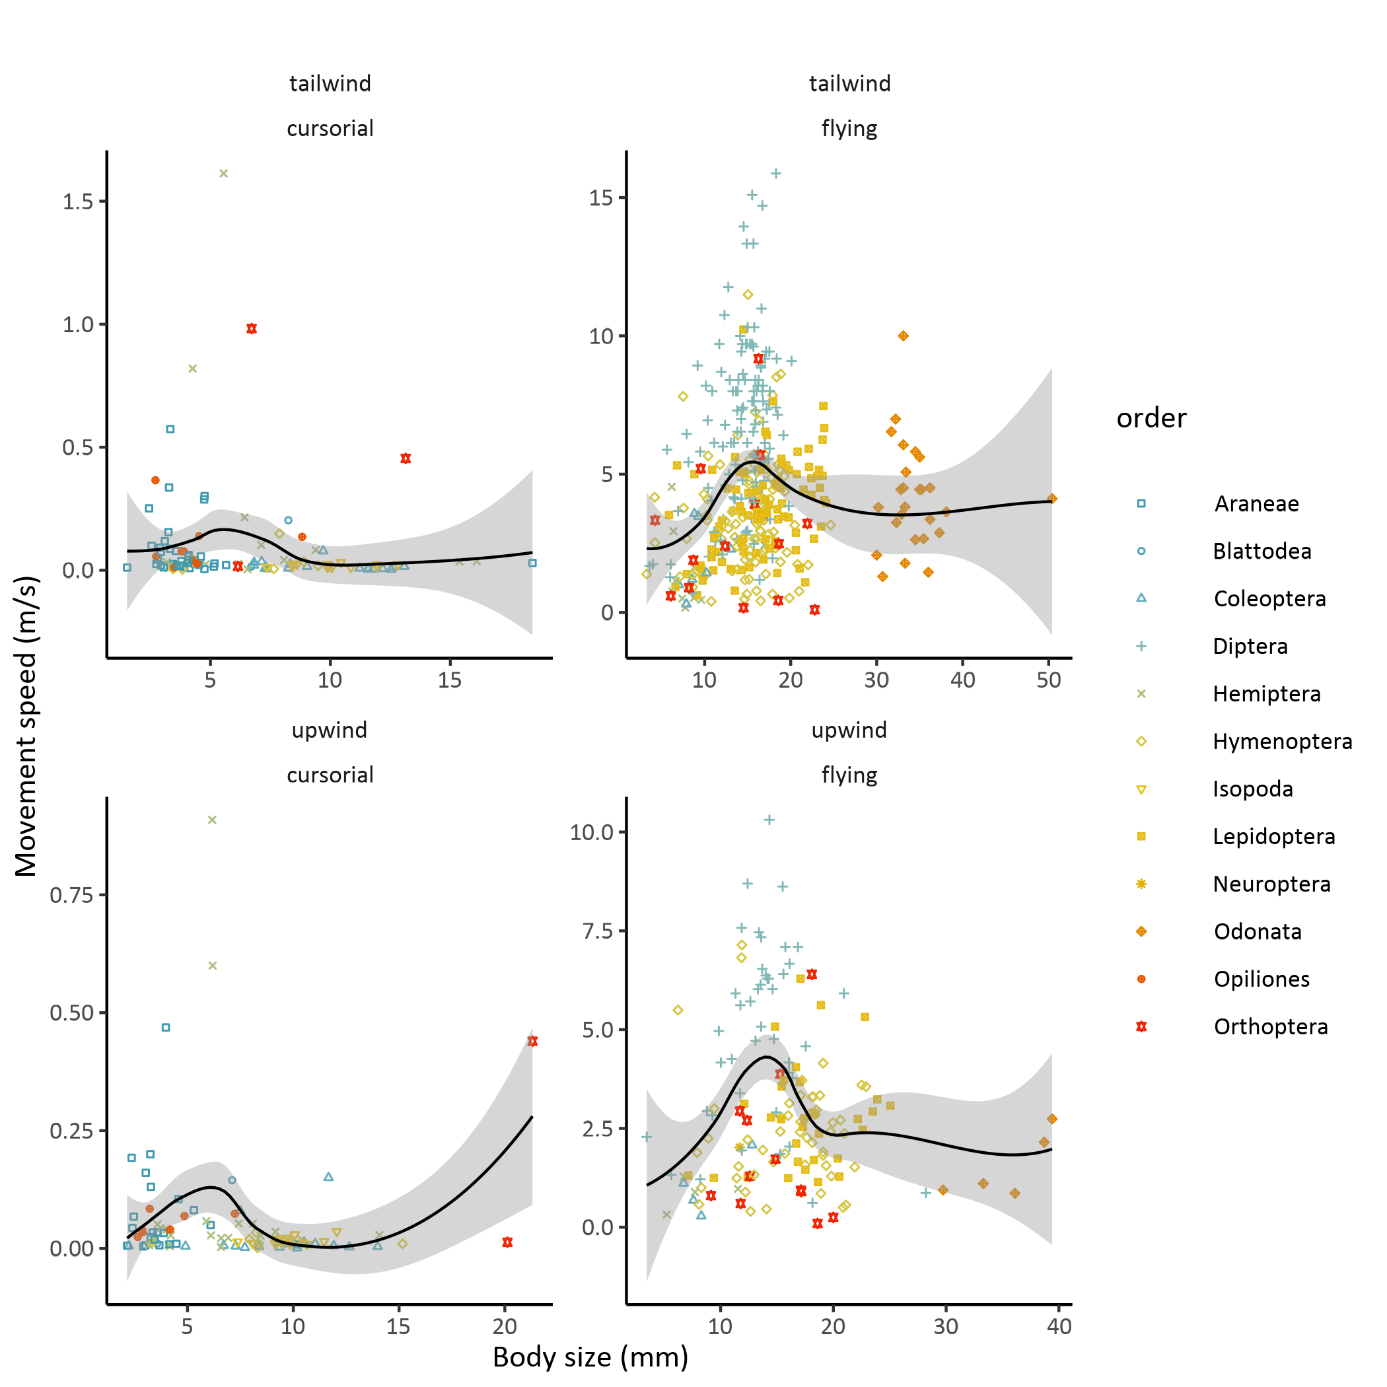 tailwind
cursorial
tailwind
flying
1.5
1.0
0.5
0.0
5
10
15
15
10
5
0
10
20
30
40
50
upwind
cursorial
upwind
flying
0.75
0.50
0.25
0.00
5
10
15
20
10.0
7.5
5.0
2.5
0.0
10
20
30
40
Movement speed (m/s)
Body size (mm)
order
Araneae
Blattodea
Coleoptera
Diptera
Hemiptera
Hymenoptera
Isopoda
Lepidoptera
Neuroptera
Odonata
Opiliones
Orthoptera